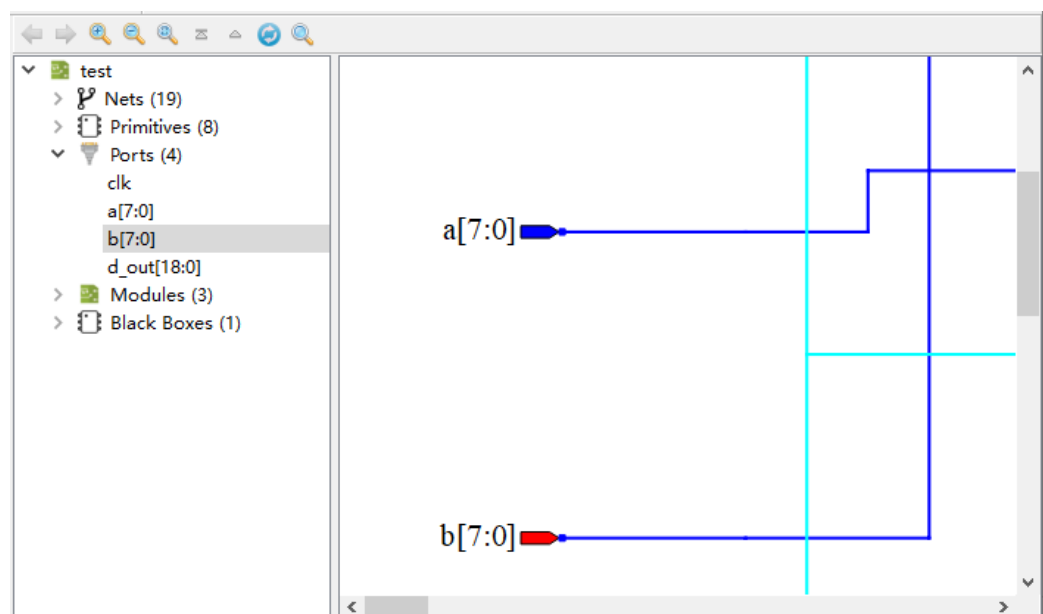 test
Nets (19)
Primitives (8)
Ports (4)
clk
a[7:0]
b[7:0]
d_out[18:0]
Modules (3)
Black Boxes (1)
a[7:0]
b[7:0]